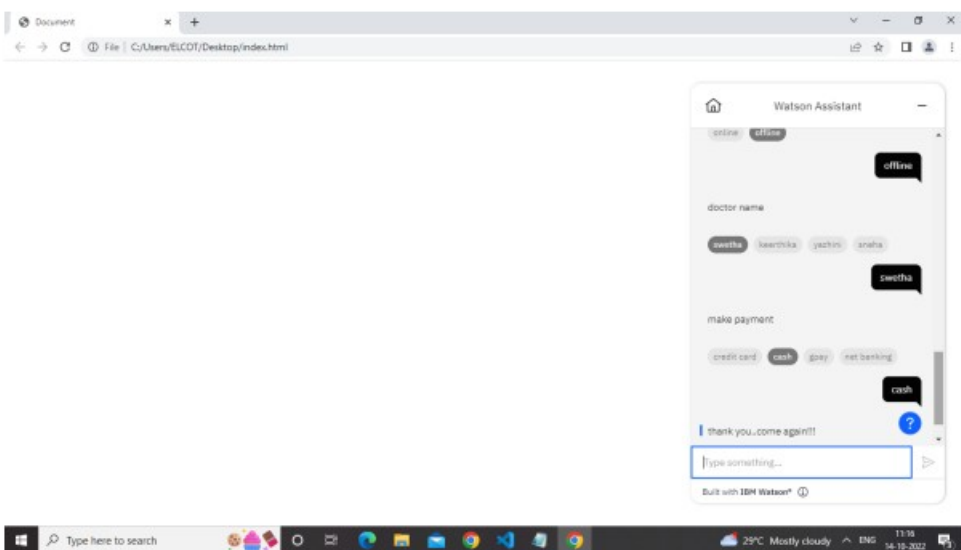 Document
File | C:/Users/ELCOT/Desktop/index.html
Watson Assistant
online offline
offline
doctor name
swetha keerthika yazhini sneha
swetha
make payment
credit card cash gpay net banking
cash
thank you..come again!!!
?
Type something...
Built with IBM Watson®
Type here to search
29°C Mostly cloudy ENG 11:16
14-10-2022